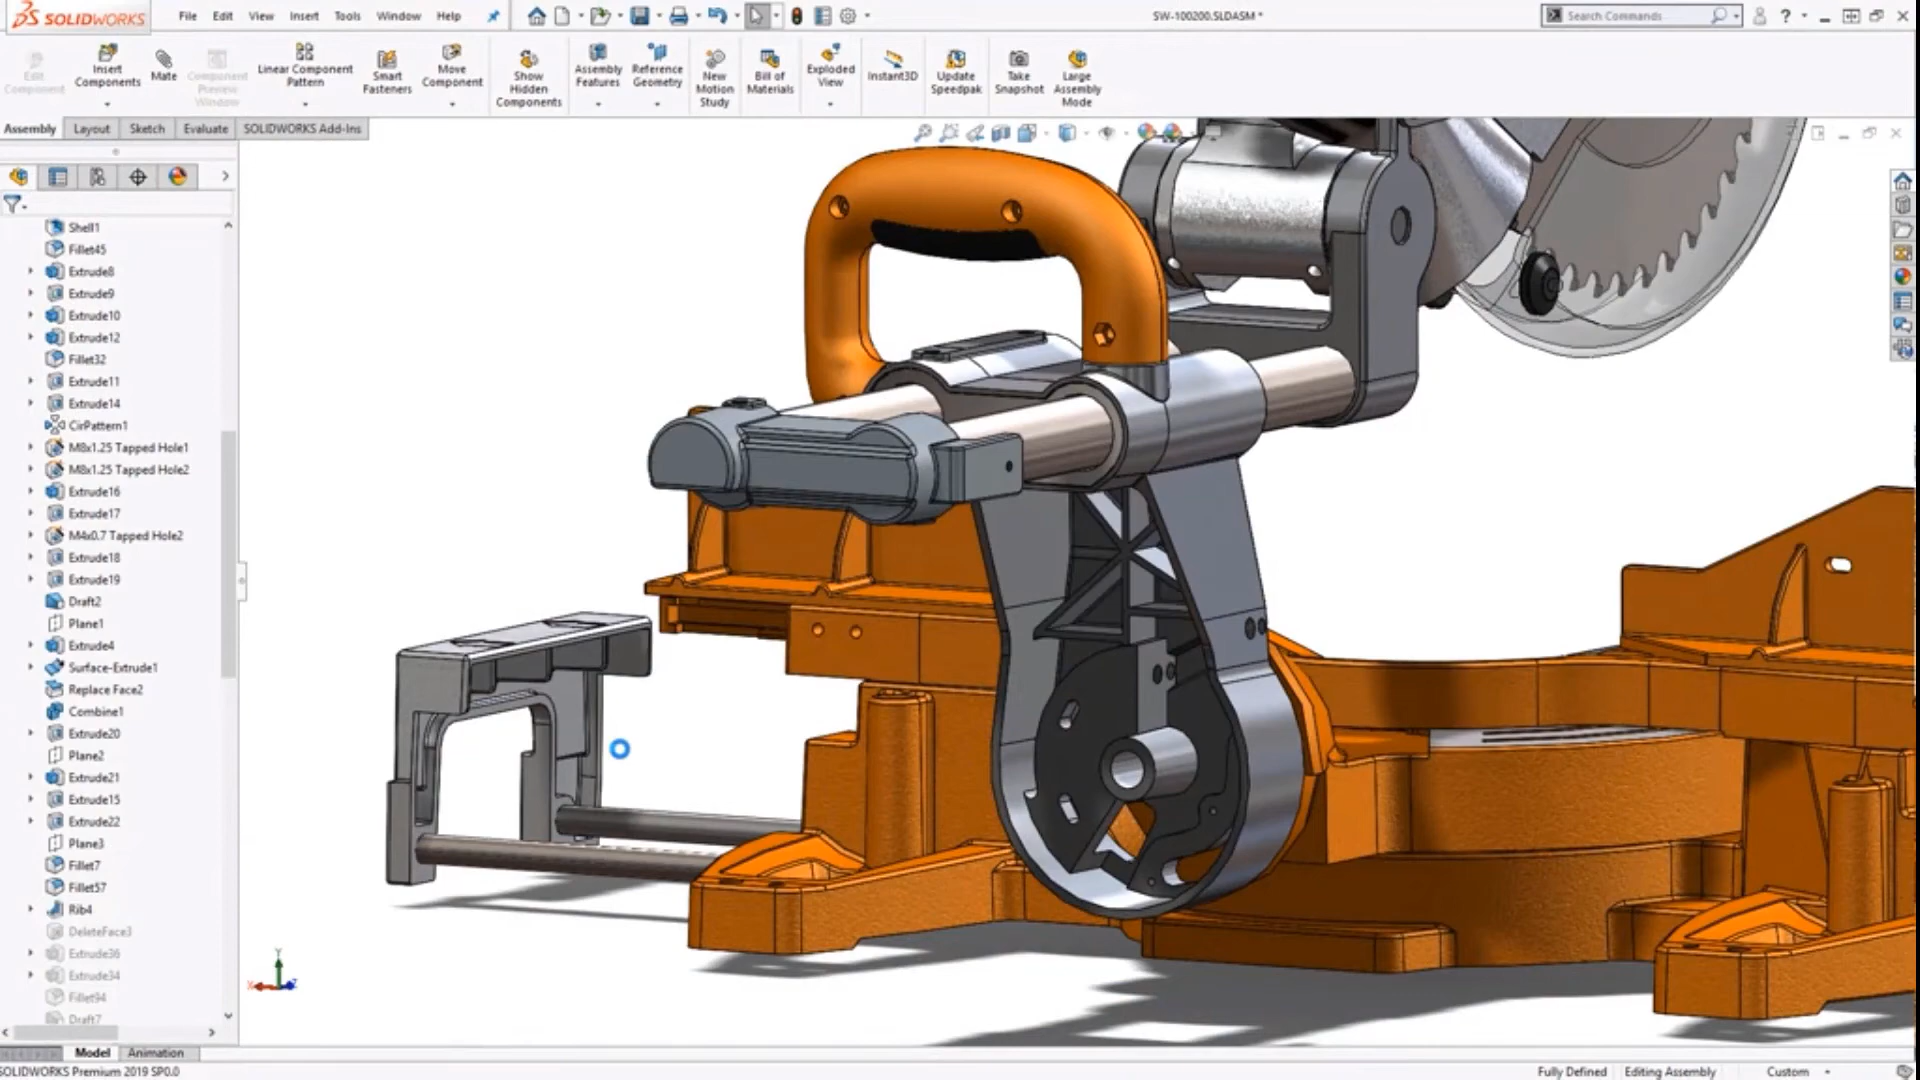 SOLIDWORKS
File Edit View Insert Tools Window Help
SW-100200.SLDASM *
Search Commands
?
Edit Component
Insert Components
Mate
Component Preview Window
Linear Component Pattern
Smart Fasteners
Move Component
Show Hidden Components
Assembly Features
Reference Geometry
New Motion Study
Bill of Materials
Exploded View
Instant3D
Update Speedpak
Take Snapshot
Large Assembly Mode
Assembly Layout Sketch Evaluate SOLIDWORKS Add-Ins
Shell1
Fillet45
Extrude8
Extrude9
Extrude10
Extrude12
Fillet32
Extrude11
Extrude14
CirPattern1
M8x1.25 Tapped Hole1
M8x1.25 Tapped Hole2
Extrude16
Extrude17
M4x0.7 Tapped Hole2
Extrude18
Extrude19
Draft2
Plane1
Extrude4
Surface-Extrude1
Replace Face2
Combine1
Extrude20
Plane2
Extrude21
Extrude15
Extrude22
Plane3
Fillet7
Fillet57
Rib4
DeleteFace3
Extrude36
Extrude34
Fillet94
Draft7
Y
X
Z
Model Animation
SOLIDWORKS Premium 2019 SP0.0
Fully Defined Editing Assembly Custom